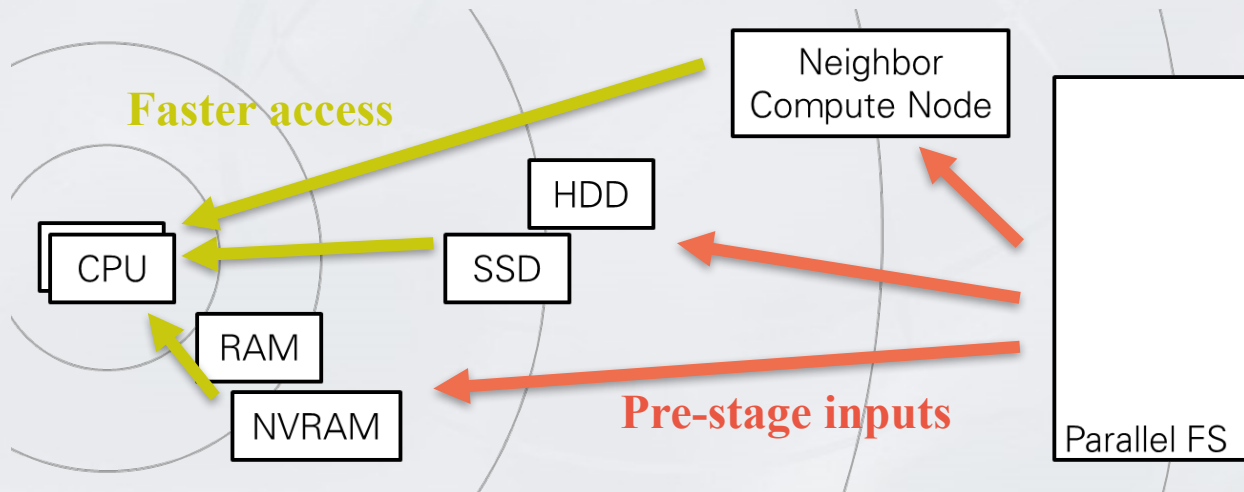 Neighbor
Compute Node
Faster access
HDD
CPU
SSD
RAM
NVRAM
Pre-stage inputs
Parallel FS